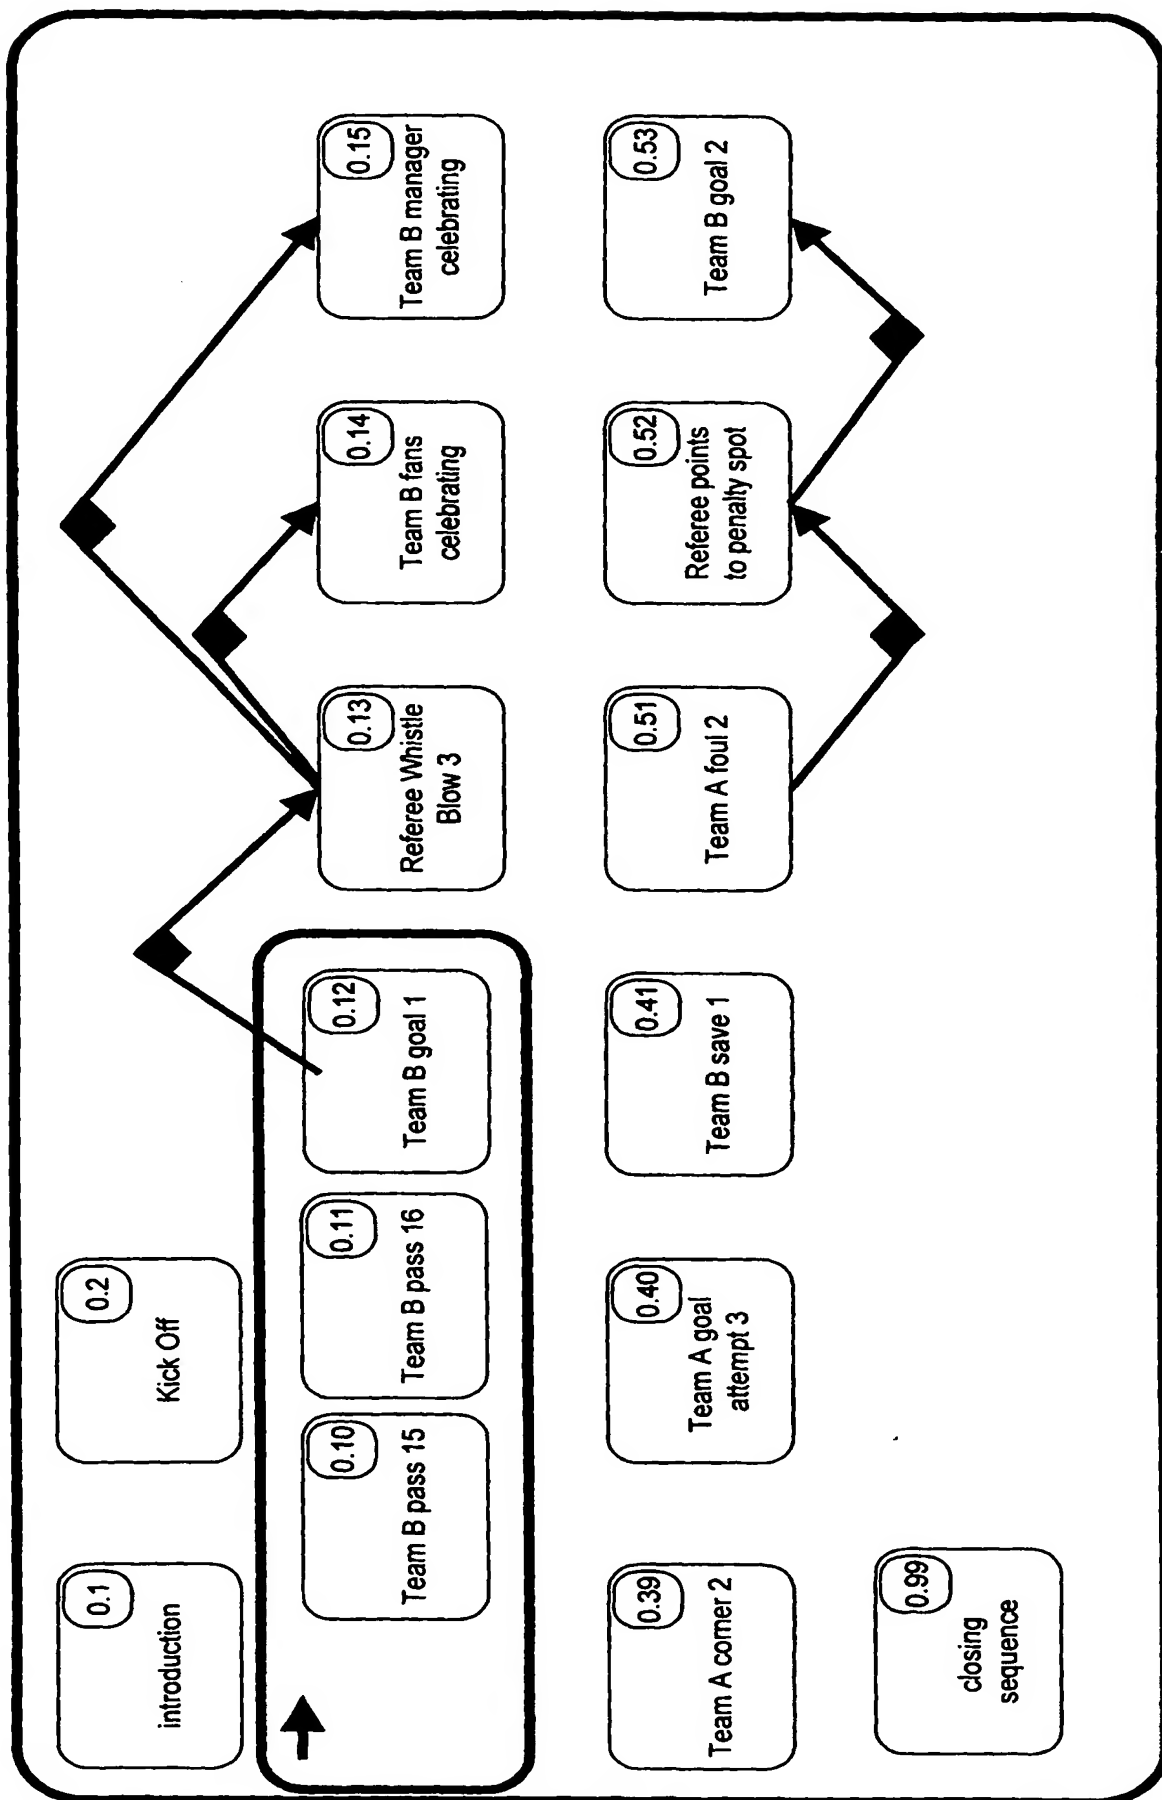 0.1
introduction
0.2
Kick Off
0.10
Team B pass 15
0.11
Team B pass 16
0.12
Team B goal 1
0.13
Referee Whistle
Blow 3
0.14
Team B fans
celebrating
0.15
Team B manager
celebrating
0.39
Team A corner 2
0.40
Team A goal
attempt 3
0.41
Team B save 1
0.51
Team A foul 2
0.52
Referee points
to penalty spot
0.53
Team B goal 2
0.99
closing
sequence